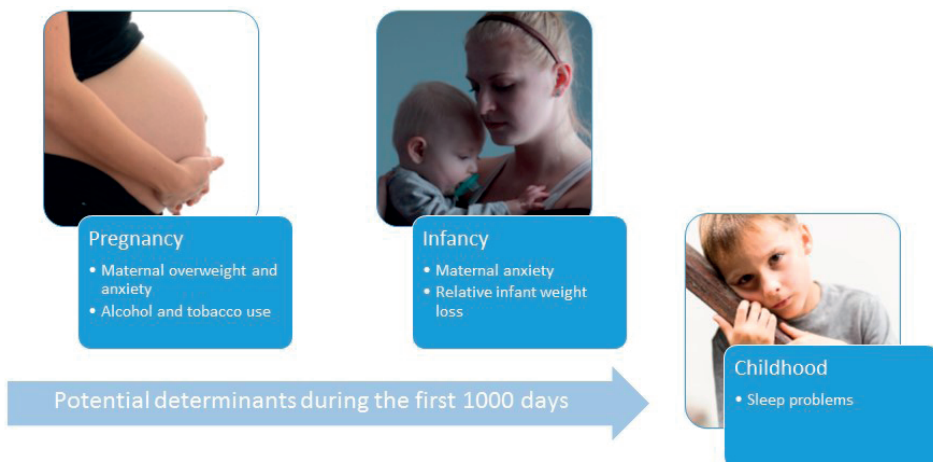 Pregnancy
• Maternal overweight and
anxiety
• Alcohol and tobacco use
Infancy
• Maternal anxiety
• Relative infant weight
loss
Childhood
• Sleep problems
Potential determinants during the first 1000 days